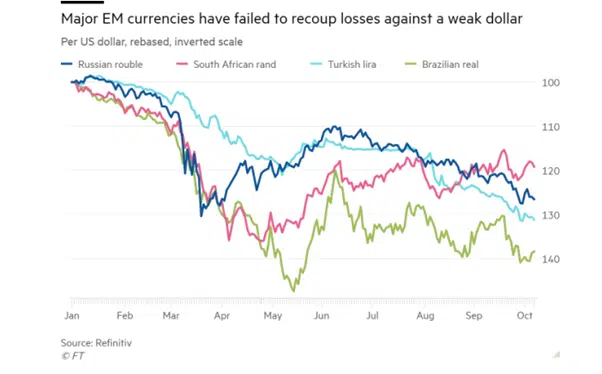 Major EM currencies have failed to recoup losses against a weak dollar
Per US dollar, rebased, inverted scale
Russian rouble South African rand Turkish lira Brazilian real
100
110
120
130
140
Jan Feb Mar Apr May Jun Jul Aug Sep Oct
Source: Refinitiv
© FT